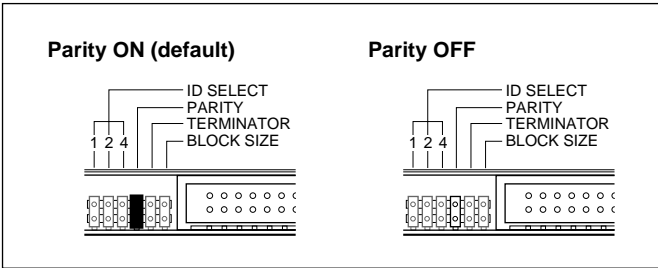 Parity ON (default)
ID SELECT
PARITY
TERMINATOR
BLOCK SIZE
1 2 4
Parity OFF
ID SELECT
PARITY
TERMINATOR
BLOCK SIZE
1 2 4